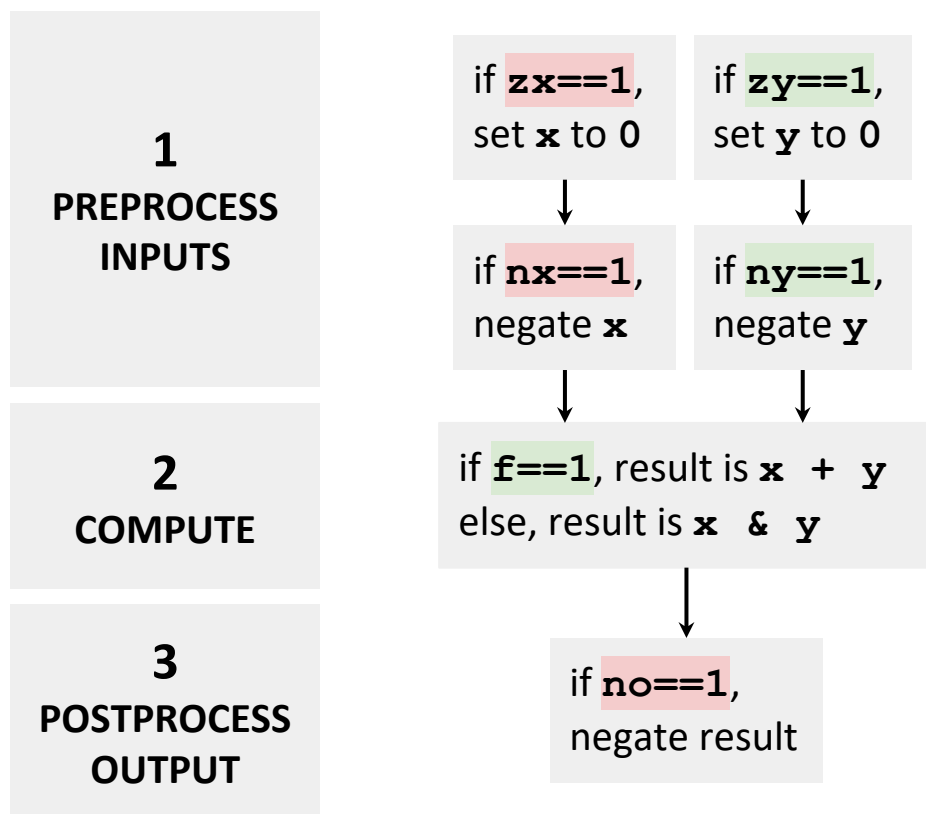 1
PREPROCESS
INPUTS
if zx==1,
set x to 0
if zy==1,
set y to 0
if nx==1,
negate x
if ny==1,
negate y
2
COMPUTE
if f==1, result is x + y
else, result is x & y
3
POSTPROCESS
OUTPUT
if no==1,
negate result